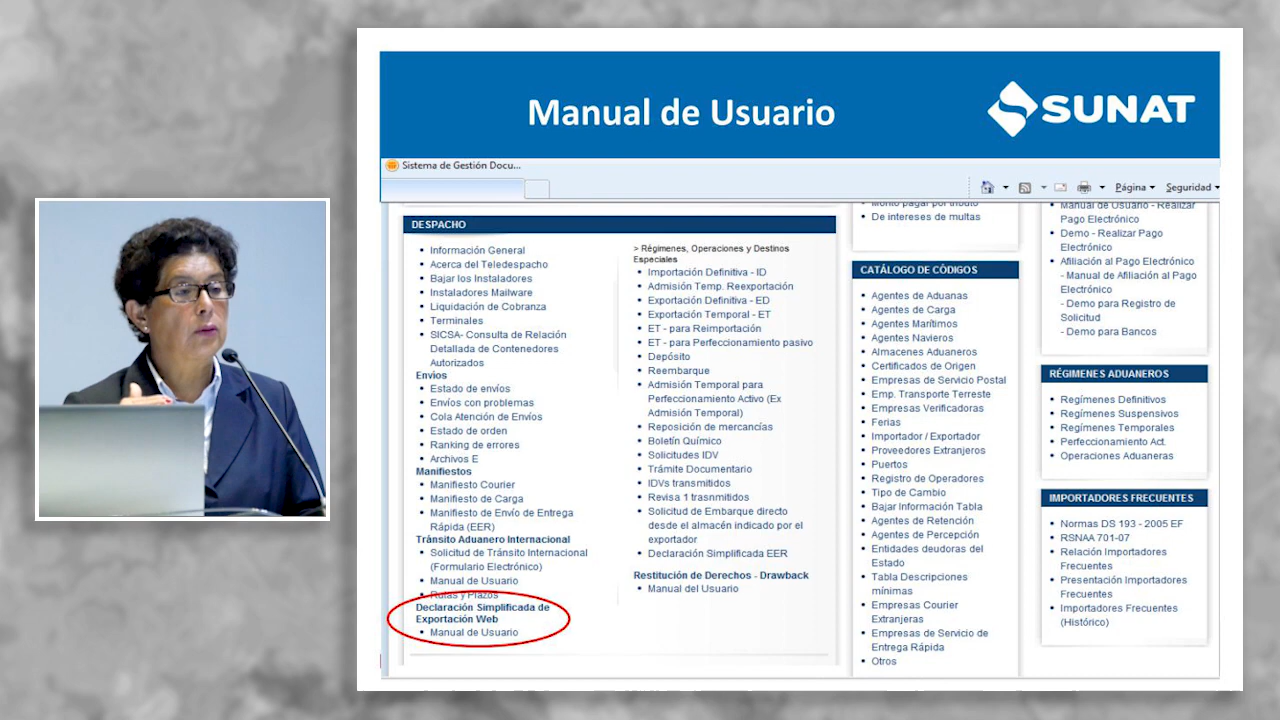 Manual de Usuario
SUNAT
Sistema de Gestión Docu...
Página
Seguridad
DESPACHO
Información General
Acerca del Teledespacho
Bajar los Instaladores
Instaladores Mailware
Liquidación de Cobranza
Terminales
SICSA- Consulta de Relación
Detallada de Contenedores
Autorizados
Envíos
Estado de envíos
Envíos con problemas
Cola Atención de Envíos
Estado de orden
Ranking de errores
Archivos E
Manifiestos
Manifiesto Courier
Manifiesto de Carga
Manifiesto de Envío de Entrega
Rápida (EER)
Tránsito Aduanero Internacional
Solicitud de Tránsito Internacional
(Formulario Electrónico)
Manual de Usuario
Rutas y Plazos
Declaración Simplificada de
Exportación Web
Manual de Usuario
> Régimenes, Operaciones y Destinos
Especiales
Importación Definitiva - ID
Admisión Temp. Reexportación
Exportación Definitiva - ED
Exportación Temporal - ET
ET - para Reimportación
ET - para Perfeccionamiento pasivo
Depósito
Reembarque
Admisión Temporal para
Perfeccionamiento Activo (Ex
Admisión Temporal)
Reposición de mercancías
Boletín Químico
Solicitudes IDV
Trámite Documentario
IDVs transmitidos
Revisa 1 trasnmitidos
Solicitud de Embarque directo
desde el almacén indicado por el
exportador
Declaración Simplificada EER
Restitución de Derechos - Drawback
Manual del Usuario
Monto pagar por tributo
De intereses de multas
CATÁLOGO DE CÓDIGOS
Agentes de Aduanas
Agentes de Carga
Agentes Marítimos
Agentes Navieros
Almacenes Aduaneros
Certificados de Origen
Empresas de Servicio Postal
Emp. Transporte Terreste
Empresas Verificadoras
Ferias
Importador / Exportador
Proveedores Extranjeros
Puertos
Registro de Operadores
Tipo de Cambio
Bajar Información Tabla
Agentes de Retención
Agentes de Percepción
Entidades deudoras del
Estado
Tabla Descripciones
mínimas
Empresas Courier
Extranjeras
Empresas de Servicio de
Entrega Rápida
Otros
Manual de Usuario - Realizar
Pago Electrónico
Demo - Realizar Pago
Electrónico
Afiliación al Pago Electrónico
- Manual de Afiliación al Pago
Electrónico
- Demo para Registro de
Solicitud
- Demo para Bancos
RÉGIMENES ADUANEROS
Regímenes Definitivos
Regímenes Suspensivos
Regímenes Temporales
Perfeccionamiento Act.
Operaciones Aduaneras
IMPORTADORES FRECUENTES
Normas DS 193 - 2005 EF
RSNAA 701-07
Relación Importadores
Frecuentes
Presentación Importadores
Frecuentes
Importadores Frecuentes
(Histórico)